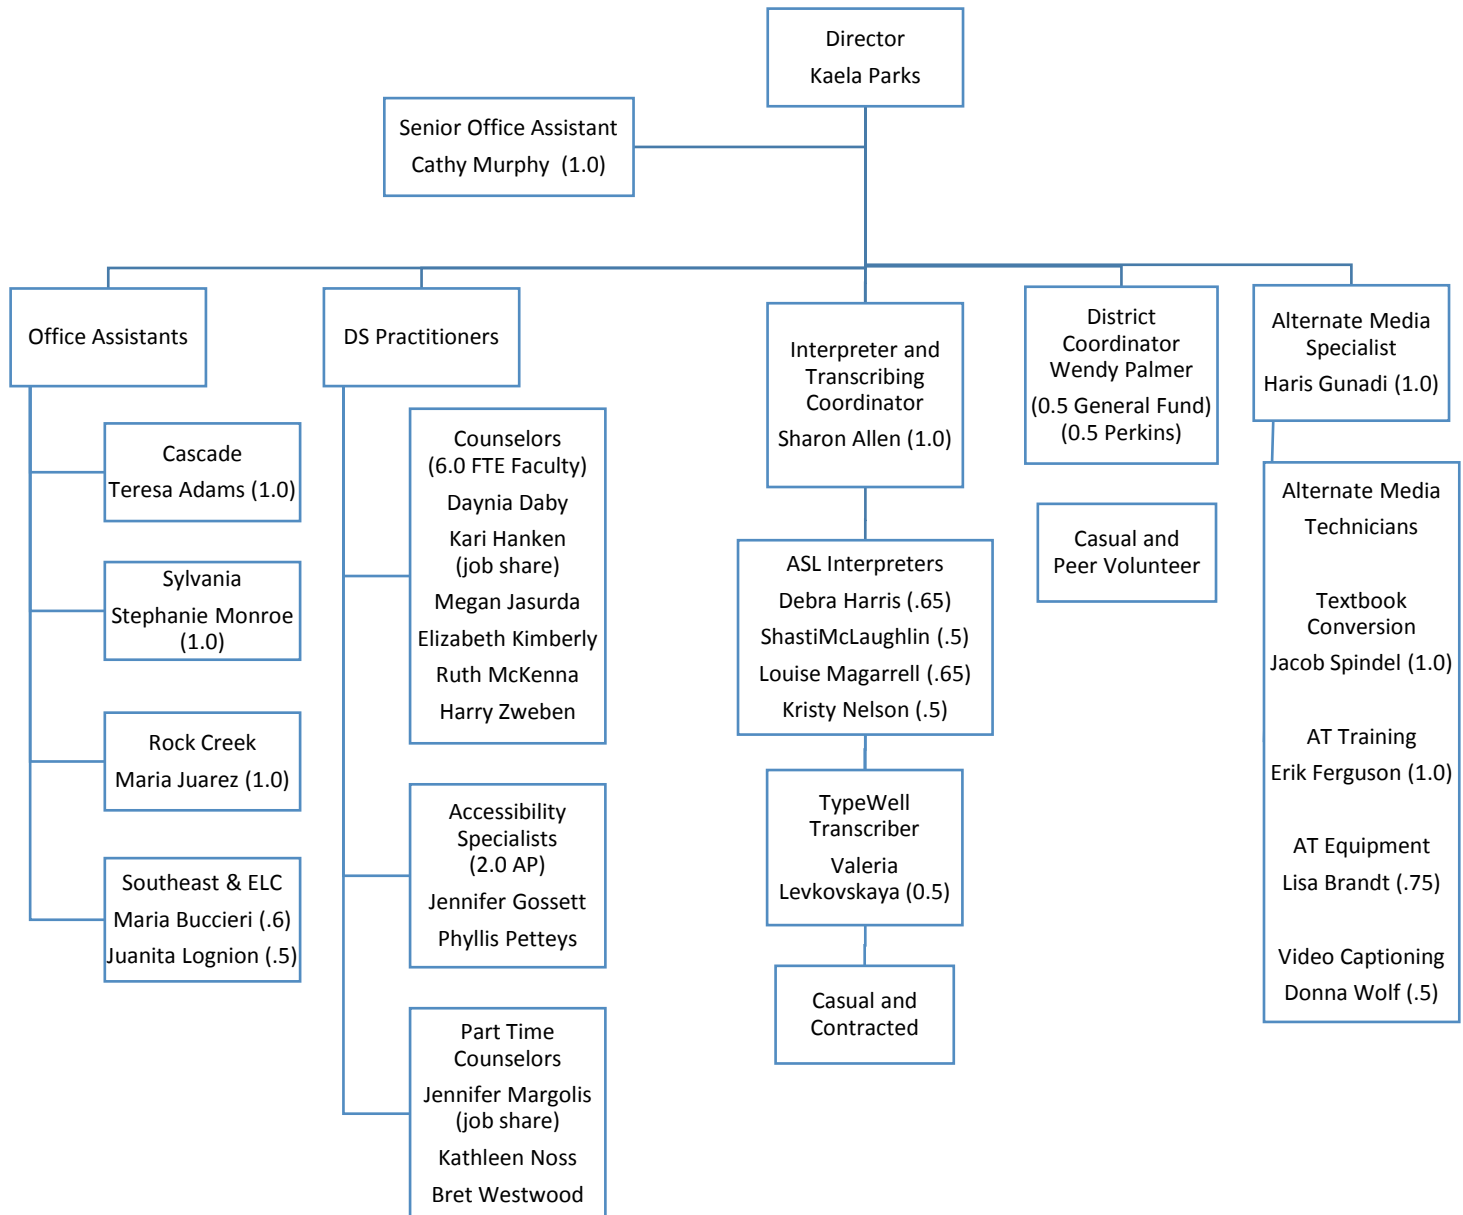 Director
Kaela Parks
Senior Office Assistant
Cathy Murphy  (1.0)
Office Assistants
Cascade
Teresa Adams (1.0)
Sylvania
Stephanie Monroe
(1.0)
Rock Creek
Maria Juarez (1.0)
Southeast & ELC
Maria Buccieri (.6)
Juanita Lognion (.5)
DS Practitioners
Counselors
(6.0 FTE Faculty)
Daynia Daby
Kari Hanken
(job share)
Megan Jasurda
Elizabeth Kimberly
Ruth McKenna
Harry Zweben
Accessibility
Specialists
(2.0 AP)
Jennifer Gossett
Phyllis Petteys
Part Time
Counselors
Jennifer Margolis
(job share)
Kathleen Noss
Bret Westwood
Interpreter and
Transcribing
Coordinator
Sharon Allen (1.0)
ASL Interpreters
Debra Harris (.65)
ShastiMcLaughlin (.5)
Louise Magarrell (.65)
Kristy Nelson (.5)
TypeWell
Transcriber
Valeria
Levkovskaya (0.5)
Casual and
Contracted
District
Coordinator
Wendy Palmer
(0.5 General Fund)
(0.5 Perkins)
Casual and
Peer Volunteer
Alternate Media
Specialist
Haris Gunadi (1.0)
Alternate Media
Technicians
Textbook
Conversion
Jacob Spindel (1.0)
AT Training
Erik Ferguson (1.0)
AT Equipment
Lisa Brandt (.75)
Video Captioning
Donna Wolf (.5)